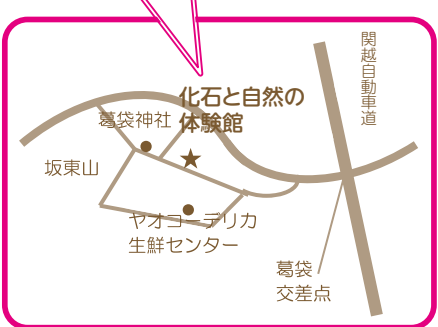 関越自動車道
化石と自然の
体験館
葛袋神社
坂東山
ヤオコーデリカ
生鮮センター
葛袋
交差点